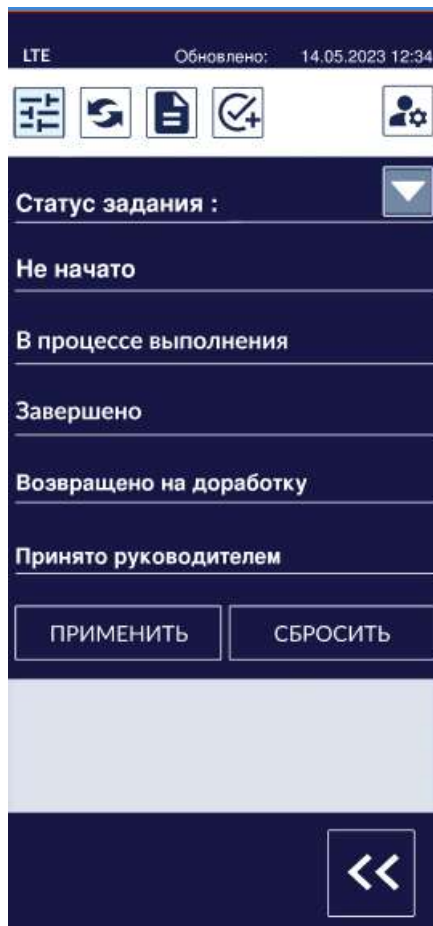 LTE Обновлено: 14.05.2023 12:34
Статус задания :
Не начато
В процессе выполнения
Завершено
Возвращено на доработку
Принято руководителем
ПРИМЕНИТЬ СБРОСИТЬ